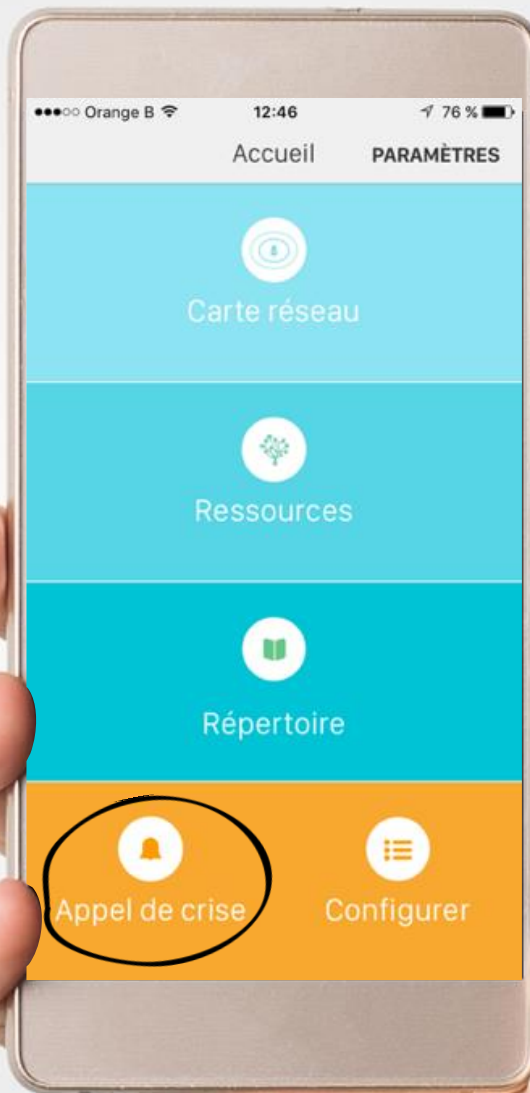 Orange B 12:46 76 %
Accueil PARAMÈTRES
Carte réseau
Ressources
Répertoire
Appel de crise Configurer